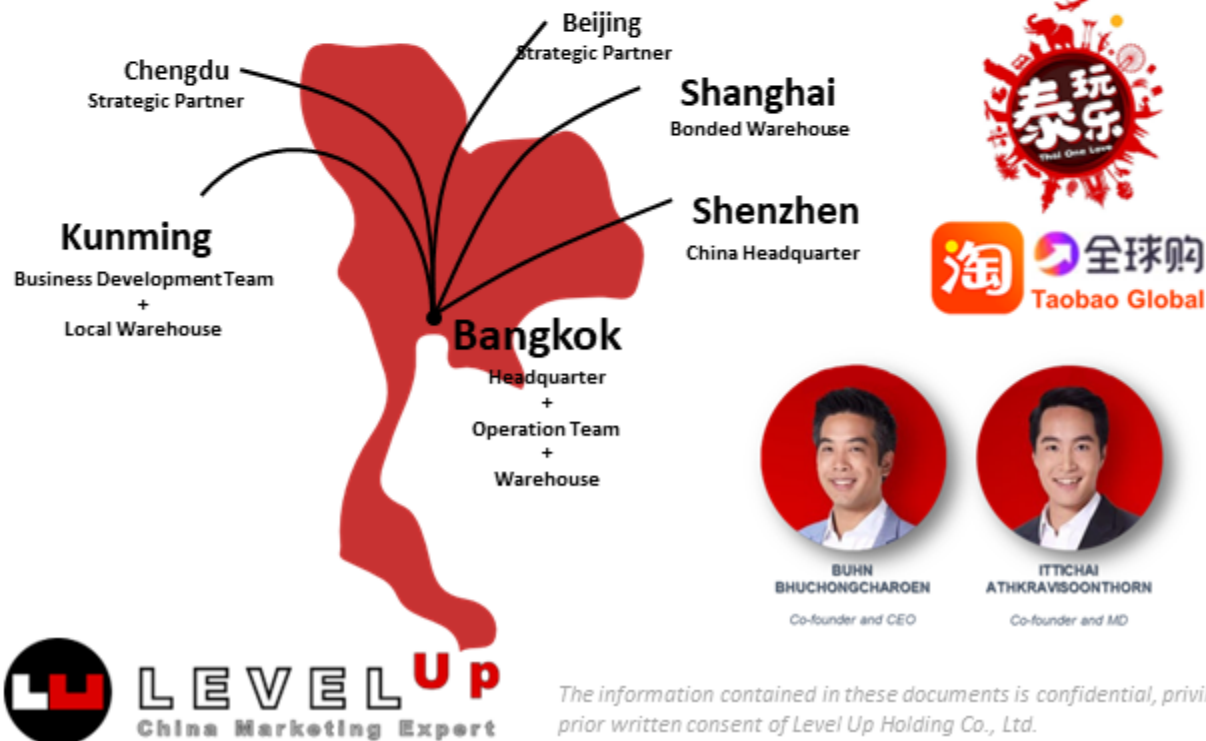 Beijing
Strategic Partner
Chengdu
Strategic Partner
Shanghai
Bonded Warehouse
Kunming
Business Development Team
+
Local Warehouse
Shenzhen
China Headquarter
Bangkok
Headquarter
+
Operation Team
+
Warehouse
泰玩乐
Thai One Love
淘
全球购
Taobao Global
BUHN
BHUCHONGCHAROEN
Co-founder and CEO
ITTICHAI
ATHKRAVISOONTHORN
Co-founder and MD
LU
LEVEL Up
China Marketing Expert
The information contained in these documents is confidential,
prior written consent of Level Up Holding Co., Ltd.